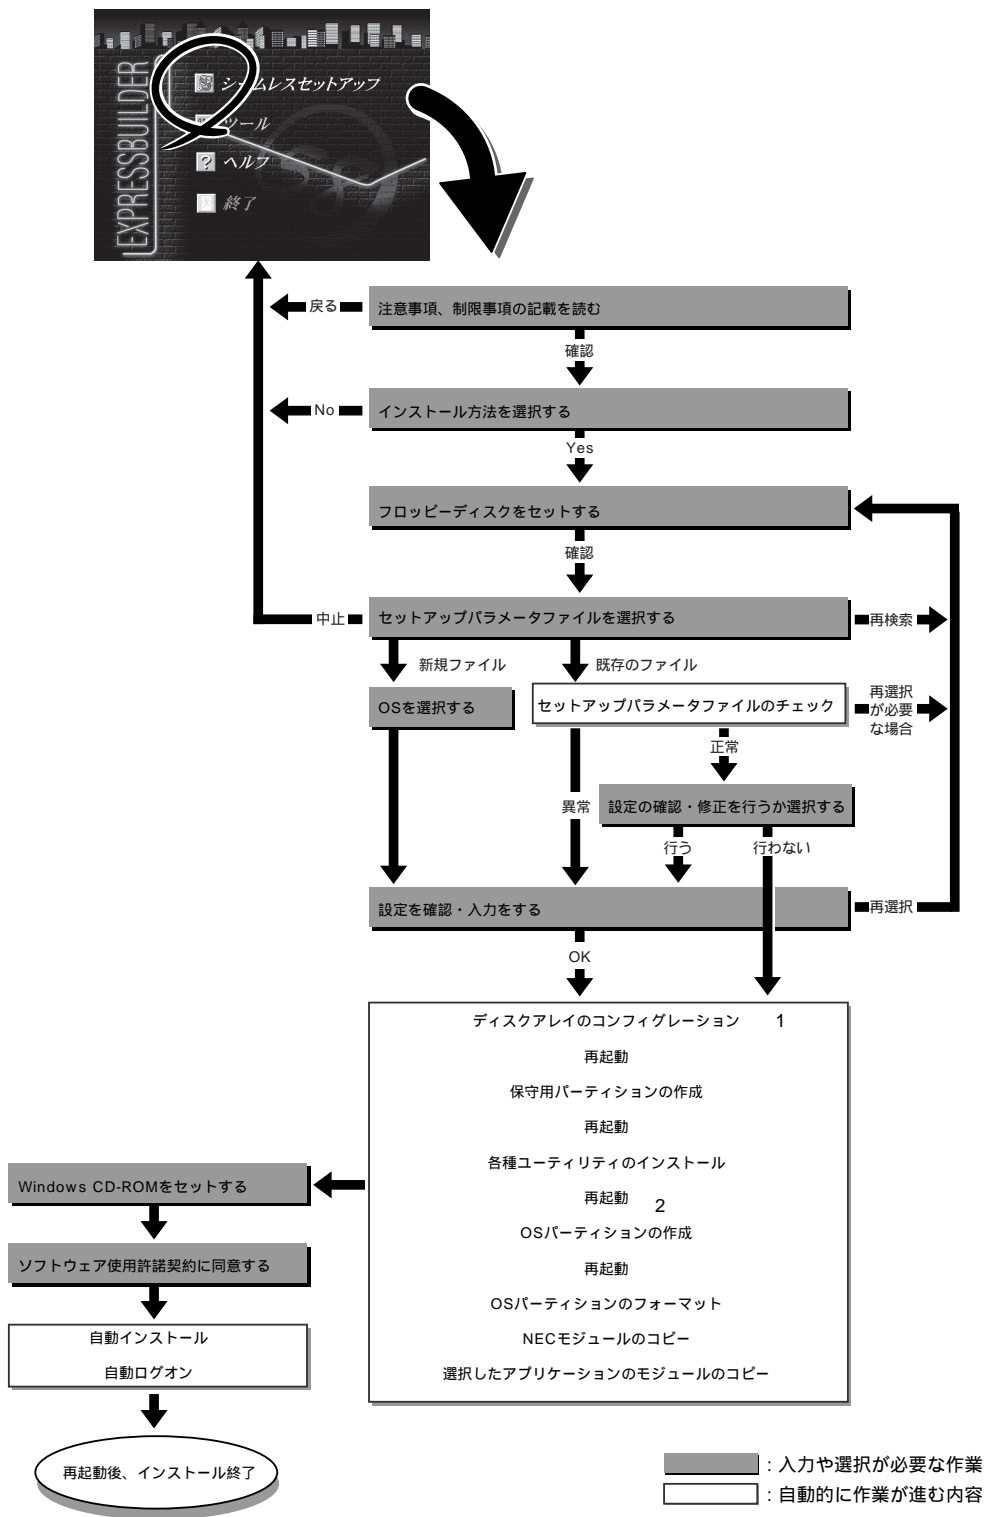 EXPRESSBUILDER
シームレスセットアップ
ツール
ヘルプ
終了
戻る
注意事項、制限事項の記載を読む
確認
No
インストール方法を選択する
Yes
フロッピーディスクをセットする
確認
中止
セットアップパラメータファイルを選択する
再検索
新規ファイル
既存のファイル
OSを選択する
セットアップパラメータファイルのチェック
再選択
が必要
な場合
正常
異常
設定の確認・修正を行うか選択する
行う
行わない
設定を確認・入力をする
再選択
OK
ディスクアレイのコンフィグレーション 1
再起動
保守用パーティションの作成
再起動
各種ユーティリティのインストール
再起動 2
OSパーティションの作成
再起動
OSパーティションのフォーマット
NECモジュールのコピー
選択したアプリケーションのモジュールのコピー
Windows CD-ROMをセットする
ソフトウェア使用許諾契約に同意する
自動インストール
自動ログオン
再起動後、インストール終了
：入力や選択が必要な作業
：自動的に作業が進む内容